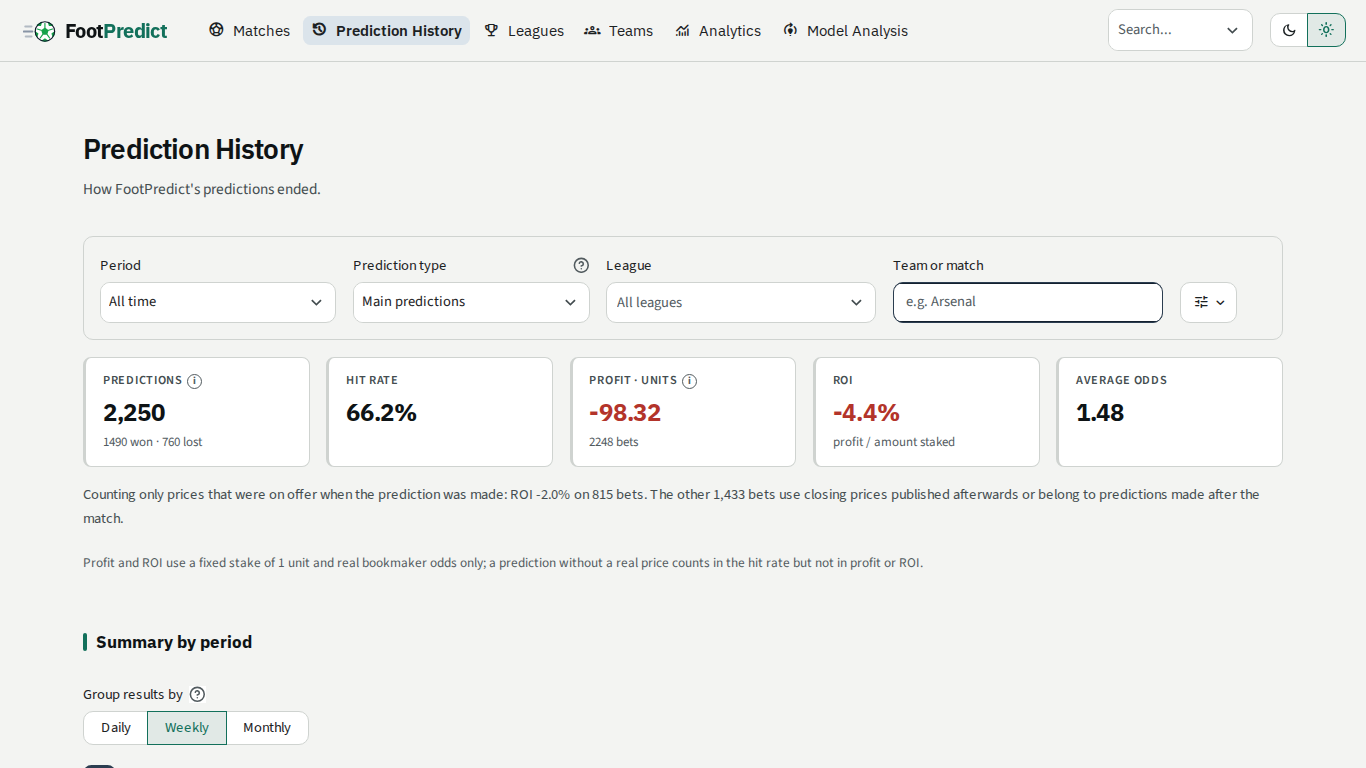 FootPredict
Matches
Prediction History
Leagues
Teams
Analytics
Model Analysis
Search...
Prediction History
How FootPredict's predictions ended.
Period
Prediction type
League
Team or match
All time
Main predictions
All leagues
e.g. Arsenal
PREDICTIONS
2,250
1490 won · 760 lost
HIT RATE
66.2%
PROFIT · UNITS
-98.32
2248 bets
ROI
-4.4%
profit / amount staked
AVERAGE ODDS
1.48
Counting only prices that were on offer when the prediction was made: ROI -2.0% on 815 bets. The other 1,433 bets use closing prices published afterwards or belong to predictions made after the
match.
Profit and ROI use a fixed stake of 1 unit and real bookmaker odds only; a prediction without a real price counts in the hit rate but not in profit or ROI.
Summary by period
Group results by
Daily
Weekly
Monthly